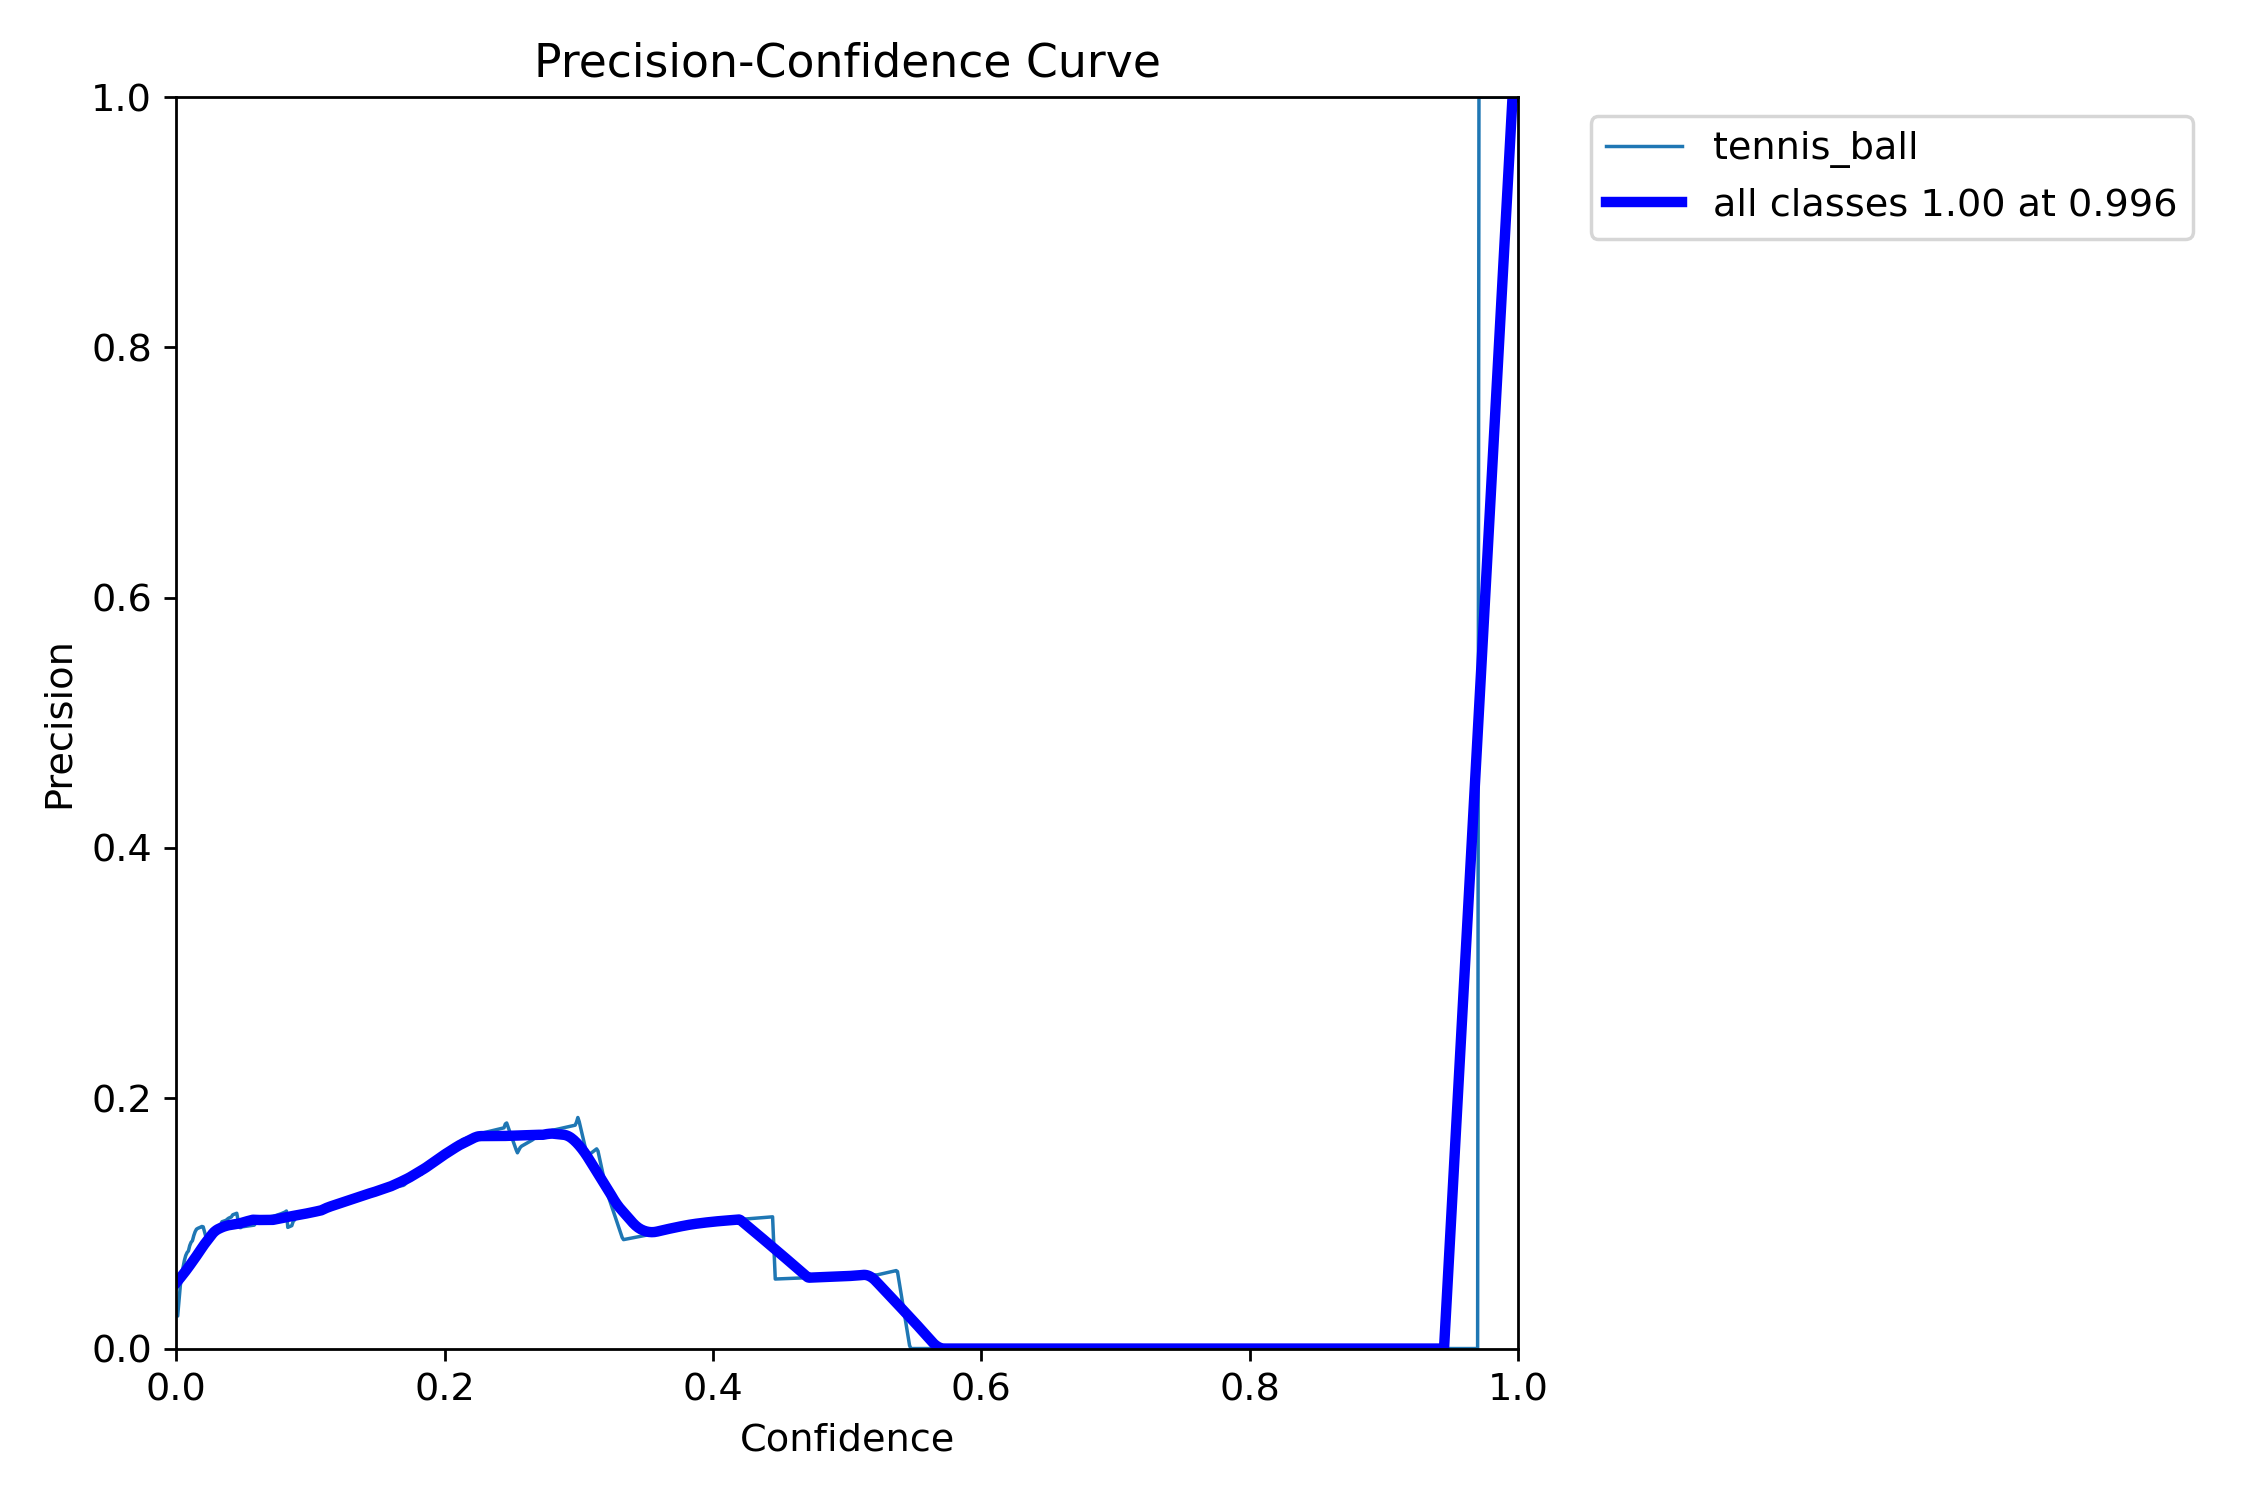 Precision-Confidence Curve
1.0
0.8
0.6
0.4
0.2
0.0
Precision
0.0 0.2 0.4 0.6 0.8 1.0
Confidence
tennis_ball
all classes 1.00 at 0.996